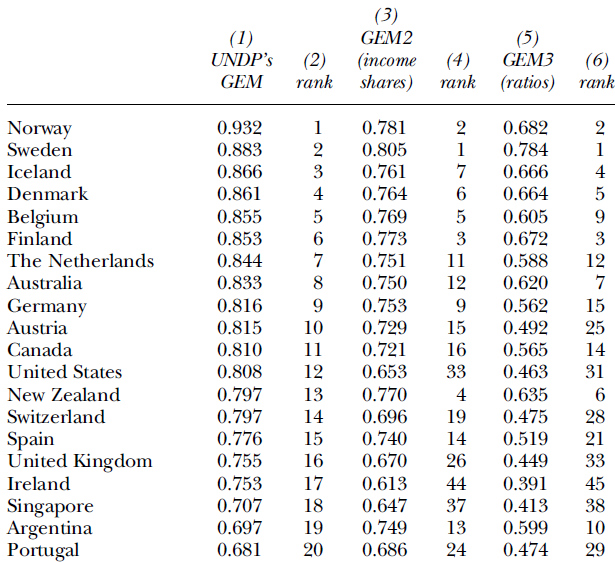 (3)
(1) GEM2 (5)
UNDP's (2) (income (4) GEM3 (6)
GEM rank shares) rank (ratios) rank
Norway 0.932 1 0.781 2 0.682 2
Sweden 0.883 2 0.805 1 0.784 1
Iceland 0.866 3 0.761 7 0.666 4
Denmark 0.861 4 0.764 6 0.664 5
Belgium 0.855 5 0.769 5 0.605 9
Finland 0.853 6 0.773 3 0.672 3
The Netherlands 0.844 7 0.751 11 0.588 12
Australia 0.833 8 0.750 12 0.620 7
Germany 0.816 9 0.753 9 0.562 15
Austria 0.815 10 0.729 15 0.492 25
Canada 0.810 11 0.721 16 0.565 14
United States 0.808 12 0.653 33 0.463 31
New Zealand 0.797 13 0.770 4 0.635 6
Switzerland 0.797 14 0.696 19 0.475 28
Spain 0.776 15 0.740 14 0.519 21
United Kingdom 0.755 16 0.670 26 0.449 33
Ireland 0.753 17 0.613 44 0.391 45
Singapore 0.707 18 0.647 37 0.413 38
Argentina 0.697 19 0.749 13 0.599 10
Portugal 0.681 20 0.686 24 0.474 29